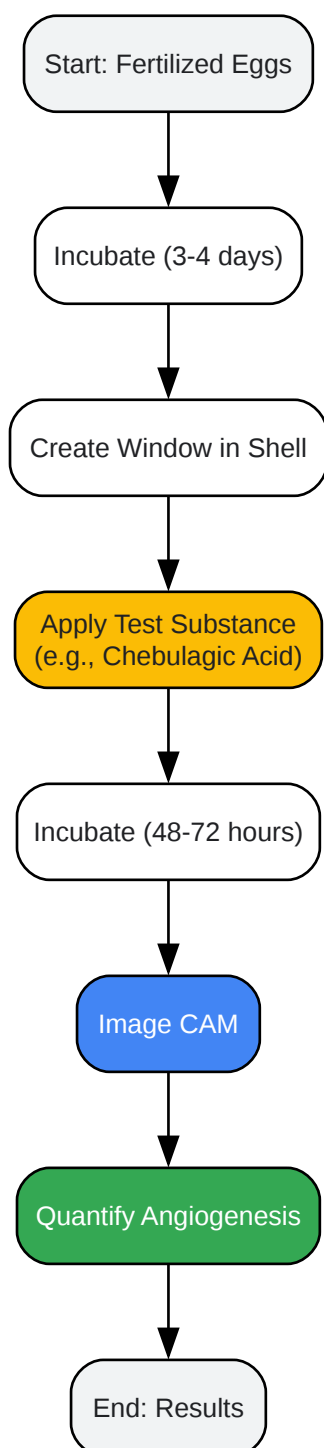 Start: Fertilized Eggs
Incubate (3-4 days)
Create Window in Shell
Apply Test Substance
(e.g., Chebulagic Acid)
Incubate (48-72 hours)
Image CAM
Quantify Angiogenesis
End: Results